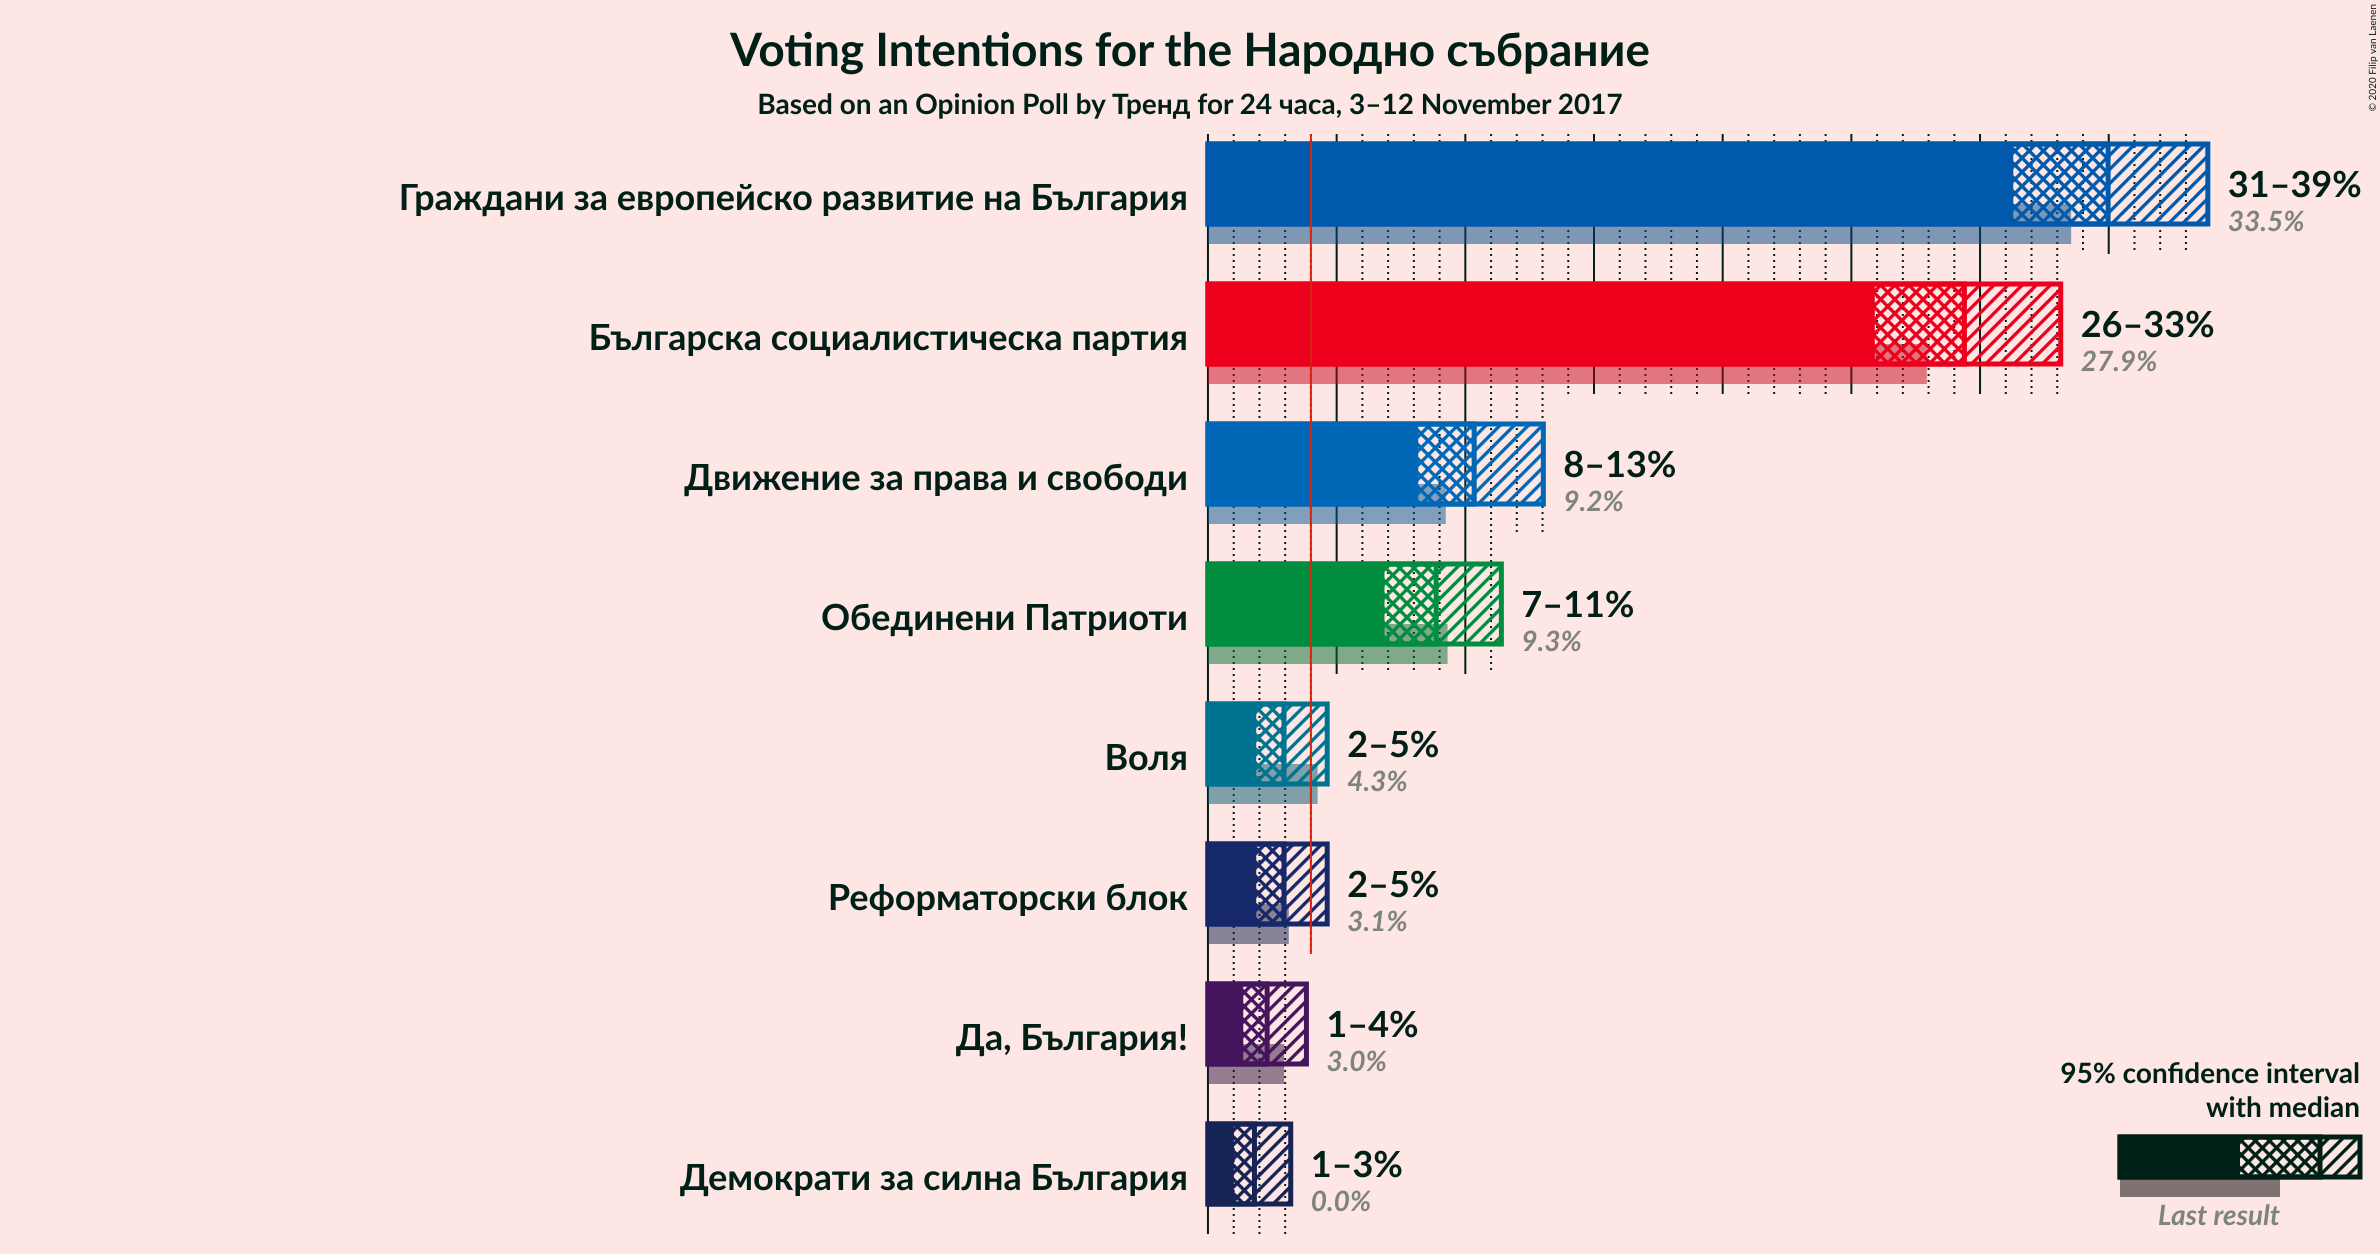 Voting Intentions for the Народно събрание
Based on an Opinion Poll by Тренд for 24 часа, 3–12 November 2017
© 2020 Filip van Laenen
Граждани за европейско развитие на България
31–39%
33.5%
Българска социалистическа партия
26–33%
27.9%
Движение за права и свободи
8–13%
9.2%
Обединени Патриоти
7–11%
9.3%
Воля
2–5%
4.3%
Реформаторски блок
2–5%
3.1%
Да, България!
1–4%
3.0%
Демократи за силна България
1–3%
0.0%
95% confidence interval
with median
Last result